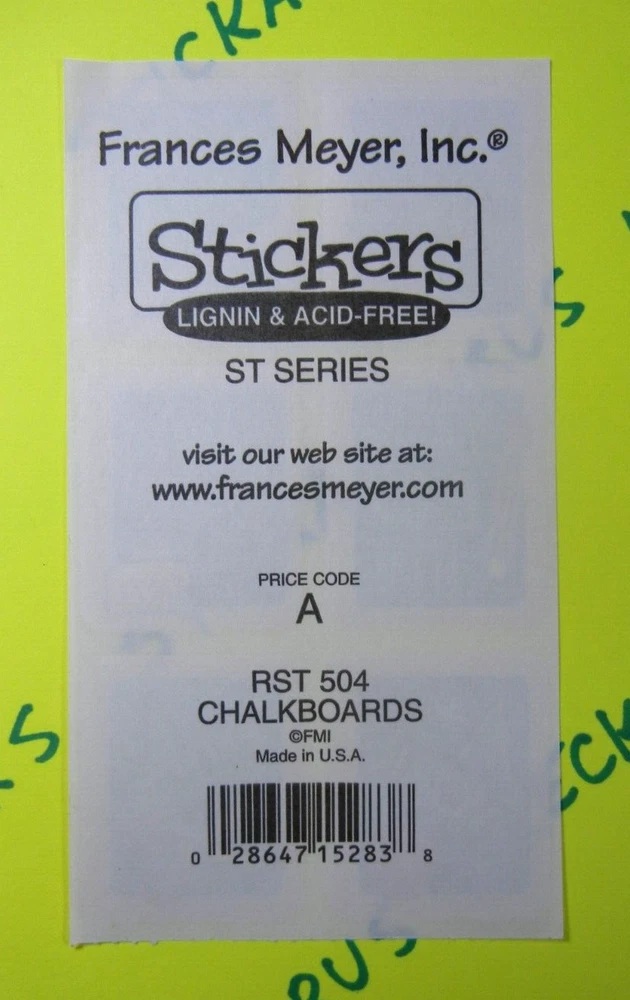 Frances Meyer, Inc.®
Stickers
LIGNIN & ACID-FREE!
ST SERIES
visit our web site at:
www.francesmeyer.com
PRICE CODE
A
RST 504
CHALKBOARDS
©FMI
Made in U.S.A.
0 28647 15283 8